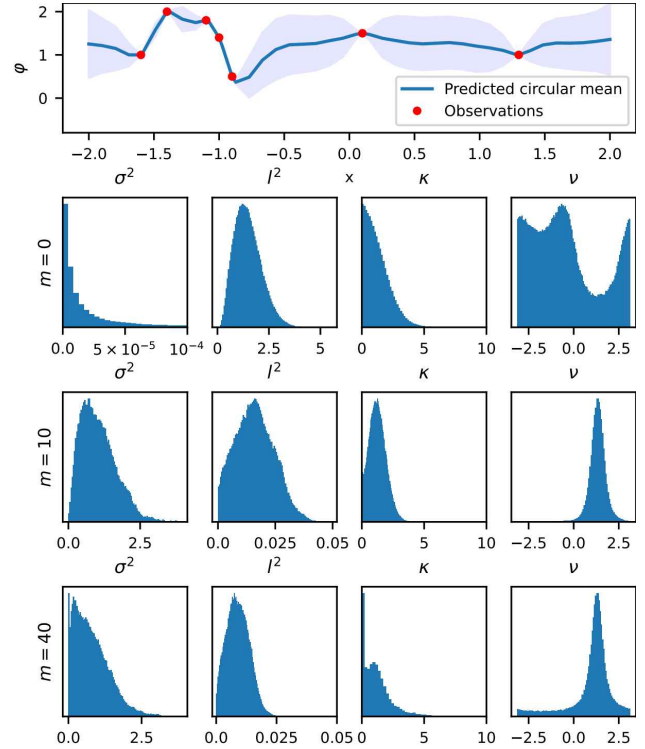 2
φ
1
0
Predicted circular mean
Observations
−2.0 −1.5 −1.0 −0.5 0.0 0.5 1.0 1.5 2.0
σ² l² x κ ν
m = 0
0.0 5 × 10⁻⁵ 10⁻⁴ 0 2.5 5 0 5 10 −2.5 0.0 2.5
σ² l² κ ν
m = 10
0.0 2.5 0.0 0.025 0.05 0 5 10 −2.5 0.0 2.5
σ² l² κ ν
m = 40
0.0 2.5 0.0 0.025 0.05 0 5 10 −2.5 0.0 2.5